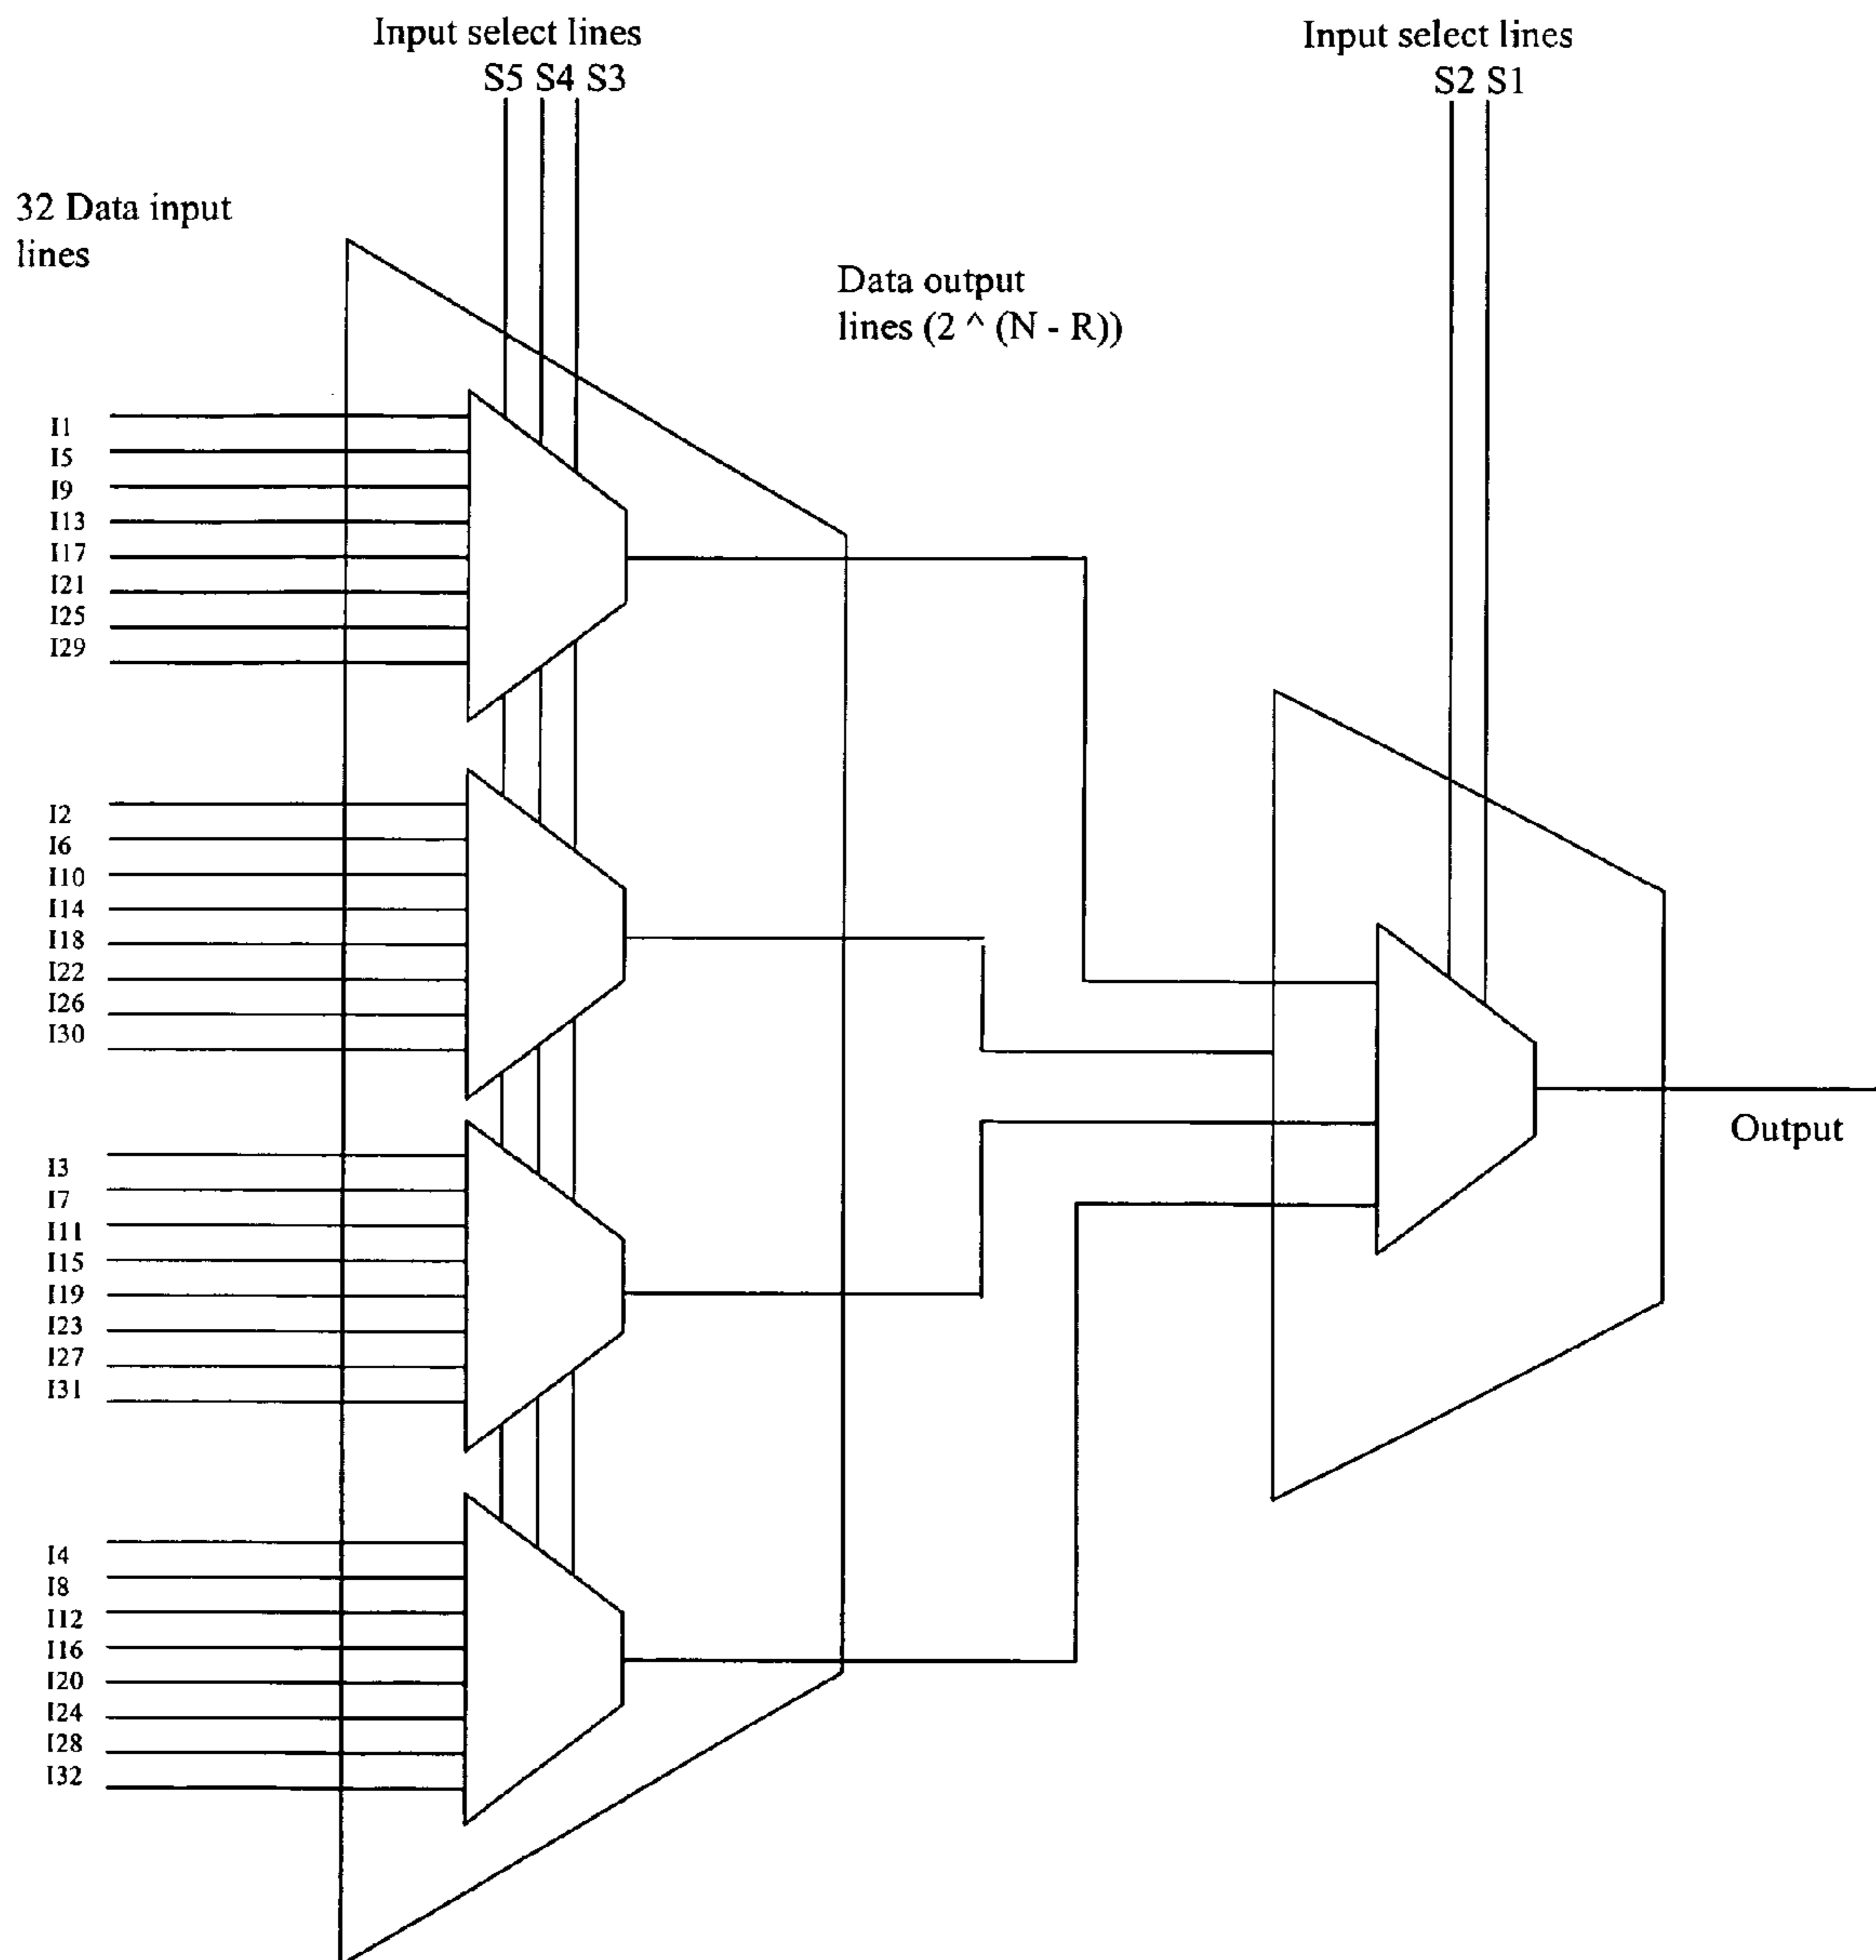 Input select lines
S5 S4 S3
Input select lines
S2 S1
32 Data input
lines
Data output
lines (2 ^ (N - R))
I1
I5
I9
I13
I17
I21
I25
I29
I2
I6
I10
I14
I18
I22
I26
I30
Output
I3
I7
I11
I15
I19
I23
I27
I31
I4
I8
I12
I16
I20
I24
I28
I32